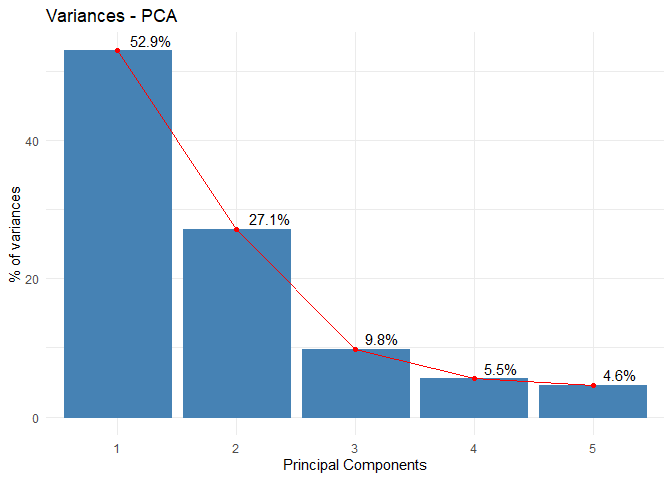 Variances - PCA
52.9%
27.1%
9.8%
5.5%
4.6%
% of variances
40
20
0
1 2 3 4 5
Principal Components